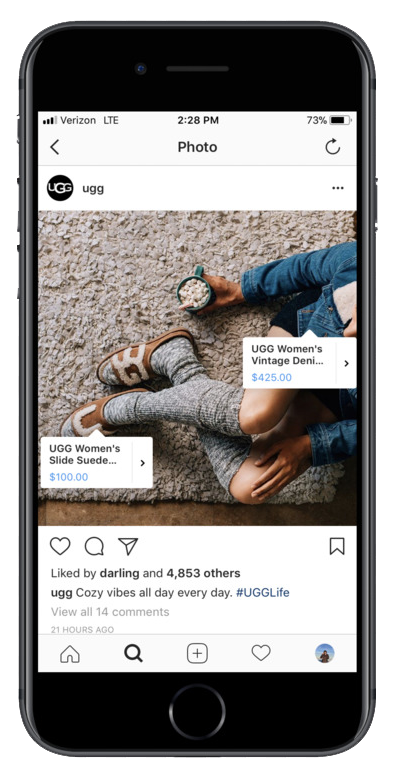 Verizon LTE 2:28 PM 73%
Photo
UGG ugg
UGG Women's
Vintage Deni...
$425.00
UGG
UGG Women's
Slide Suede...
$100.00
Liked by darling and 4,853 others
ugg Cozy vibes all day every day. #UGGLife
View all 14 comments
21 HOURS AGO